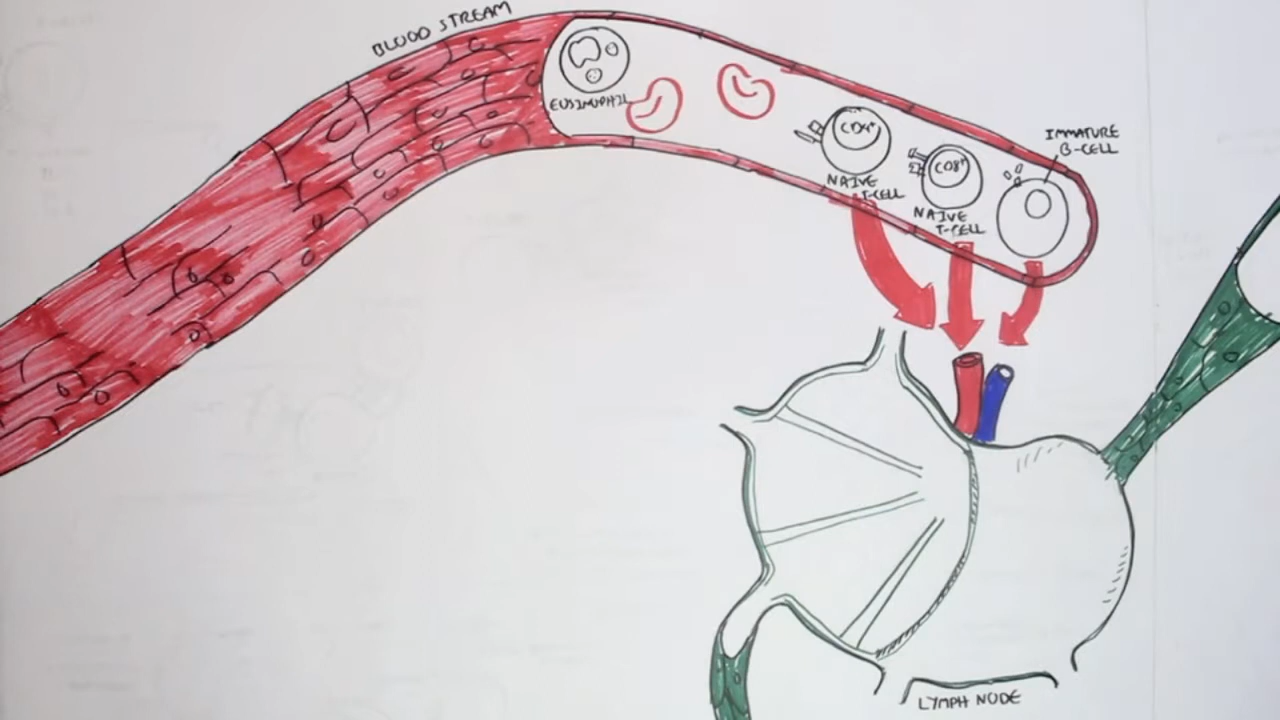 BLOOD STREAM
EOSINOPHIL
CD4+
CD8+
IMMATURE
B-CELL
NAIVE
T-CELL
NAIVE
T-CELL
LYMPH NODE